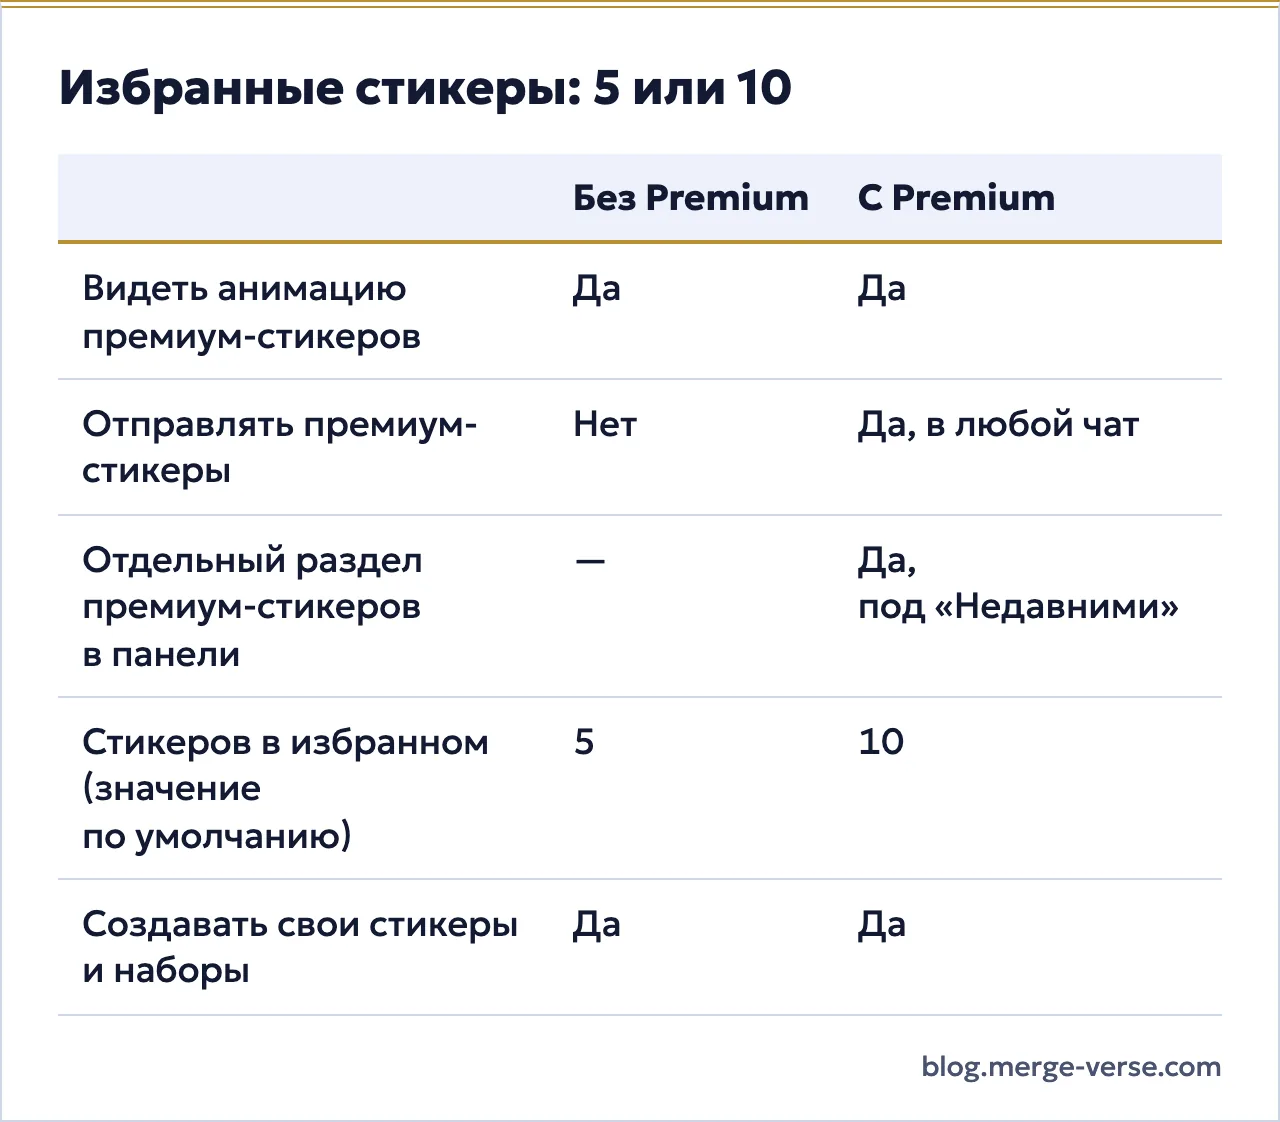 Избранные стикеры: 5 или 10
Без Premium С Premium
Видеть анимацию Да Да
премиум-стикеров
Отправлять премиум- Нет Да, в любой чат
стикеры
Отдельный раздел — Да,
премиум-стикеров под «Недавними»
в панели
Стикеров в избранном 5 10
(значение
по умолчанию)
Создавать свои стикеры Да Да
и наборы
blog.merge-verse.com